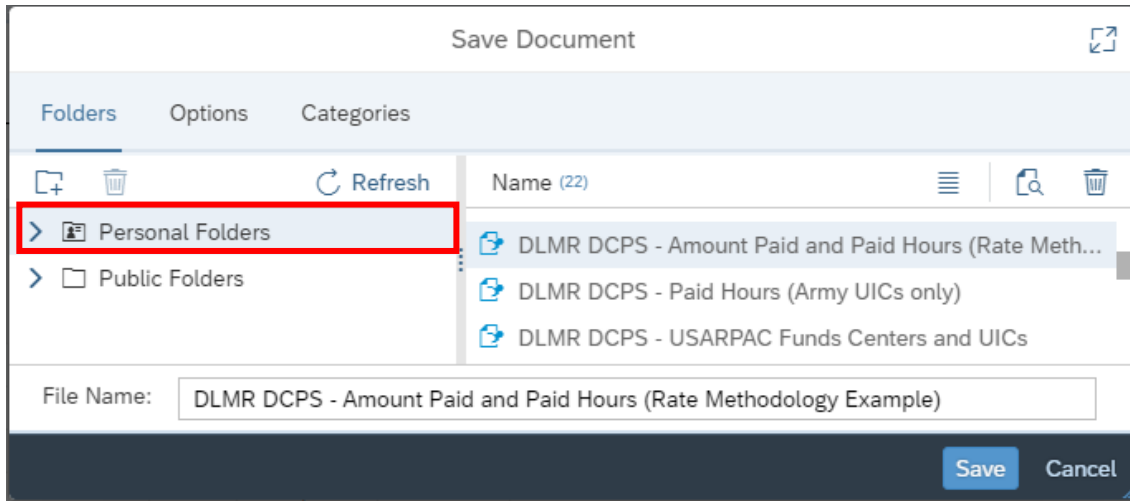 Save Document
Folders Options Categories
Refresh Name (22)
Personal Folders
DLMR DCPS - Amount Paid and Paid Hours (Rate Meth...
Public Folders
DLMR DCPS - Paid Hours (Army UICs only)
DLMR DCPS - USARPAC Funds Centers and UICs
File Name: DLMR DCPS - Amount Paid and Paid Hours (Rate Methodology Example)
Save Cancel